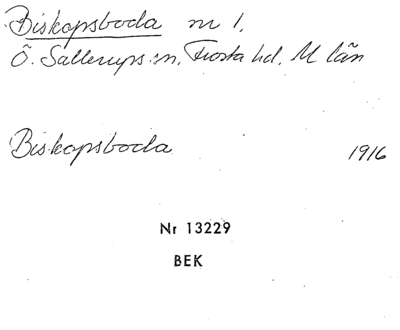 Biskopsboda nr 1.
Ö. Sallerups sn, Frosta hd. M län
Biskopsboda 1916
Nr 13229
BEK